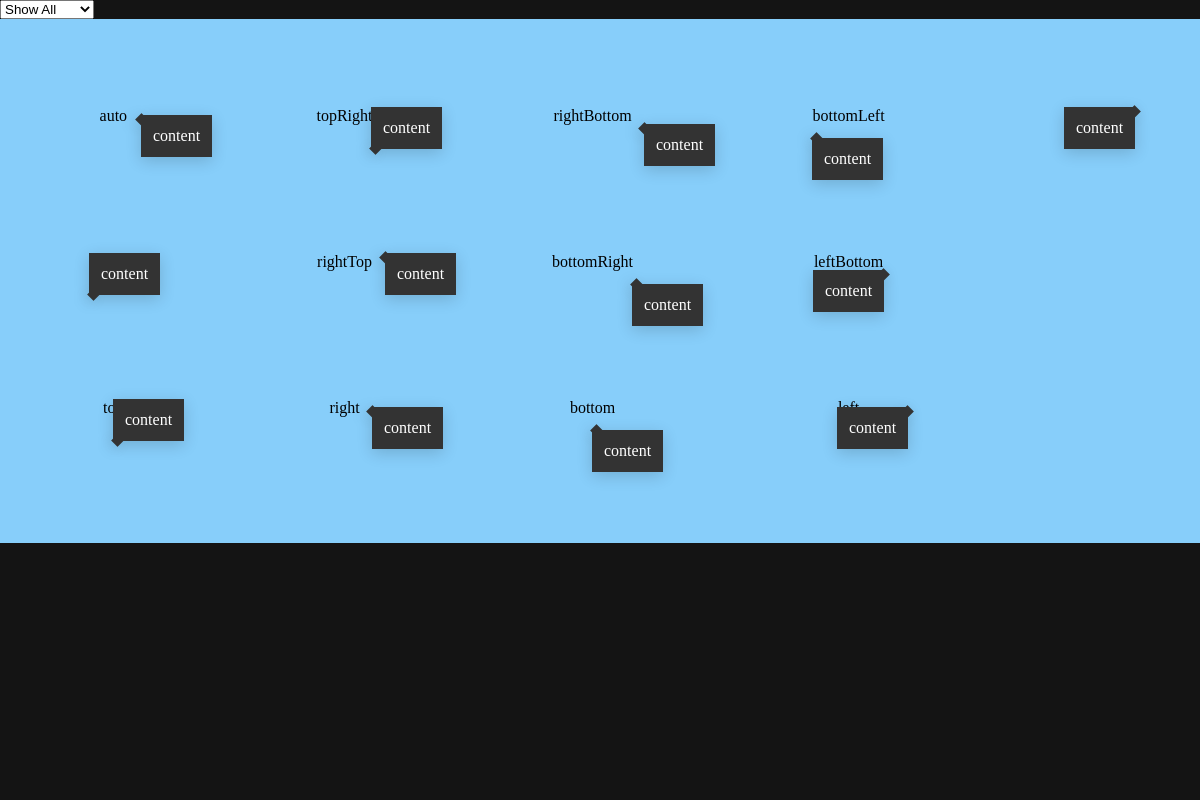 Show All
auto
content
topRight
content
rightBottom
content
bottomLeft
content
content
content
rightTop
content
bottomRight
content
leftBottom
content
content
right
content
bottom
content
content